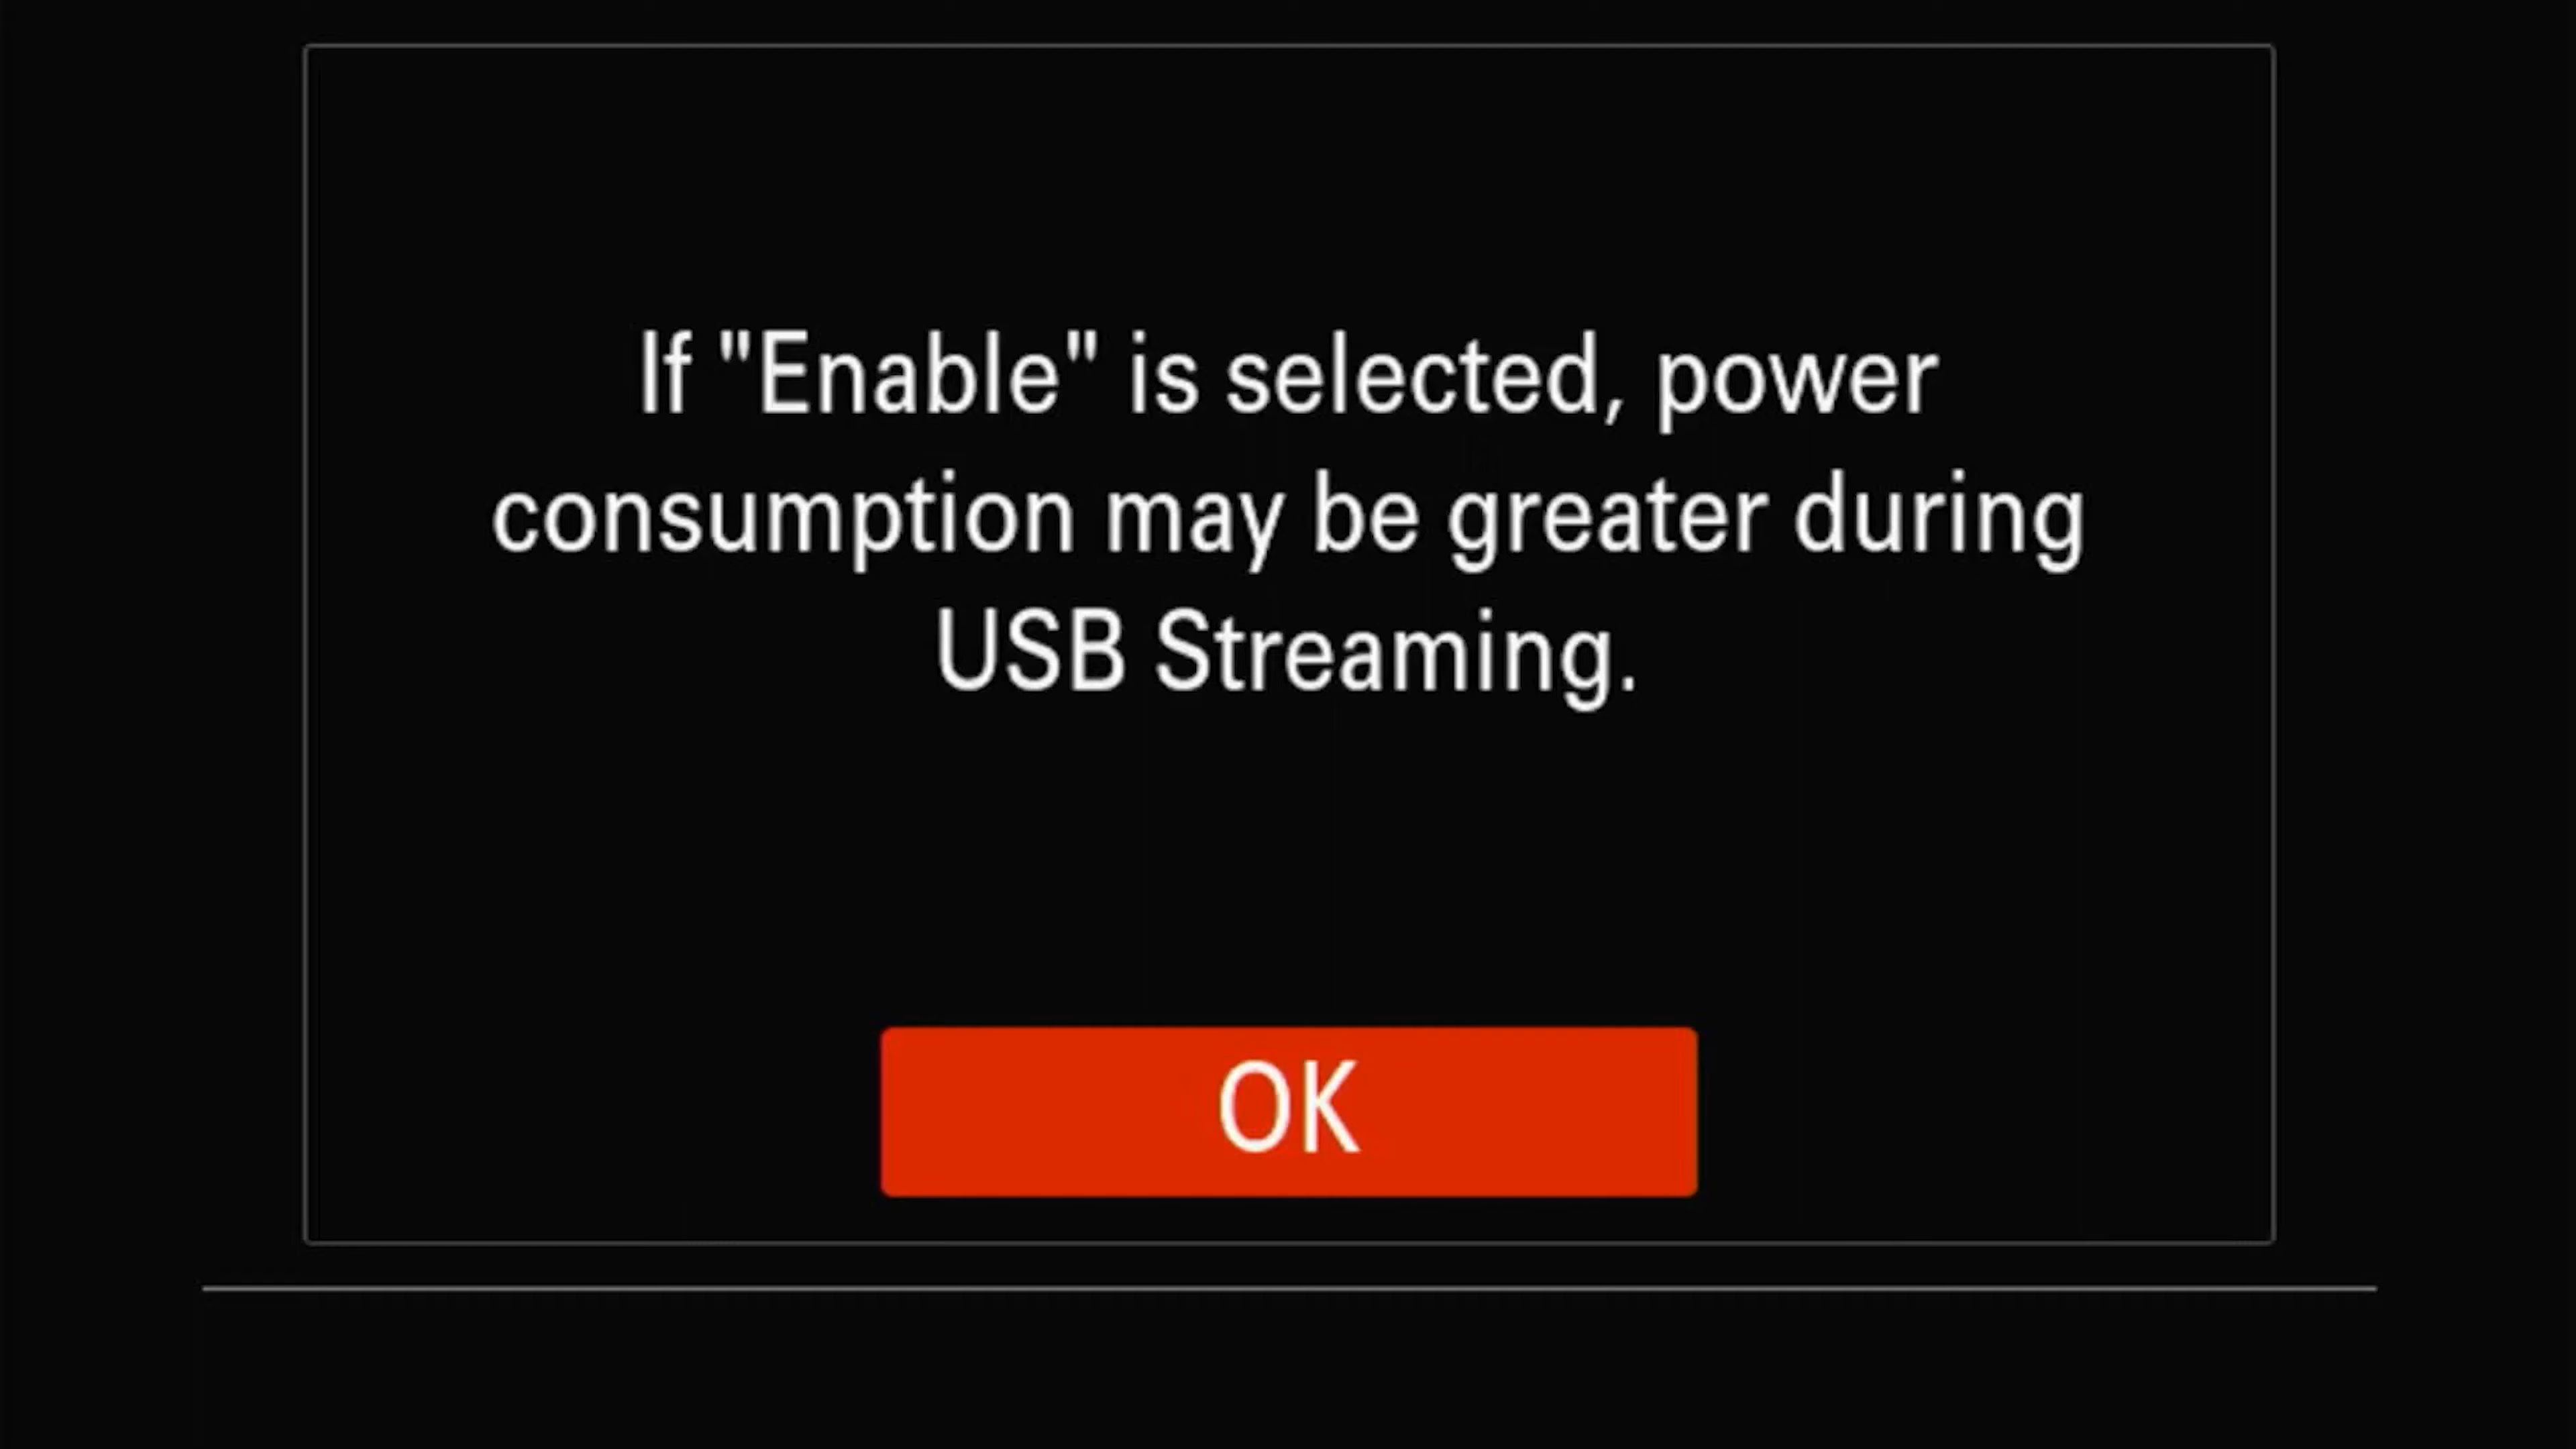 If "Enable" is selected, power
consumption may be greater during
USB Streaming.
OK